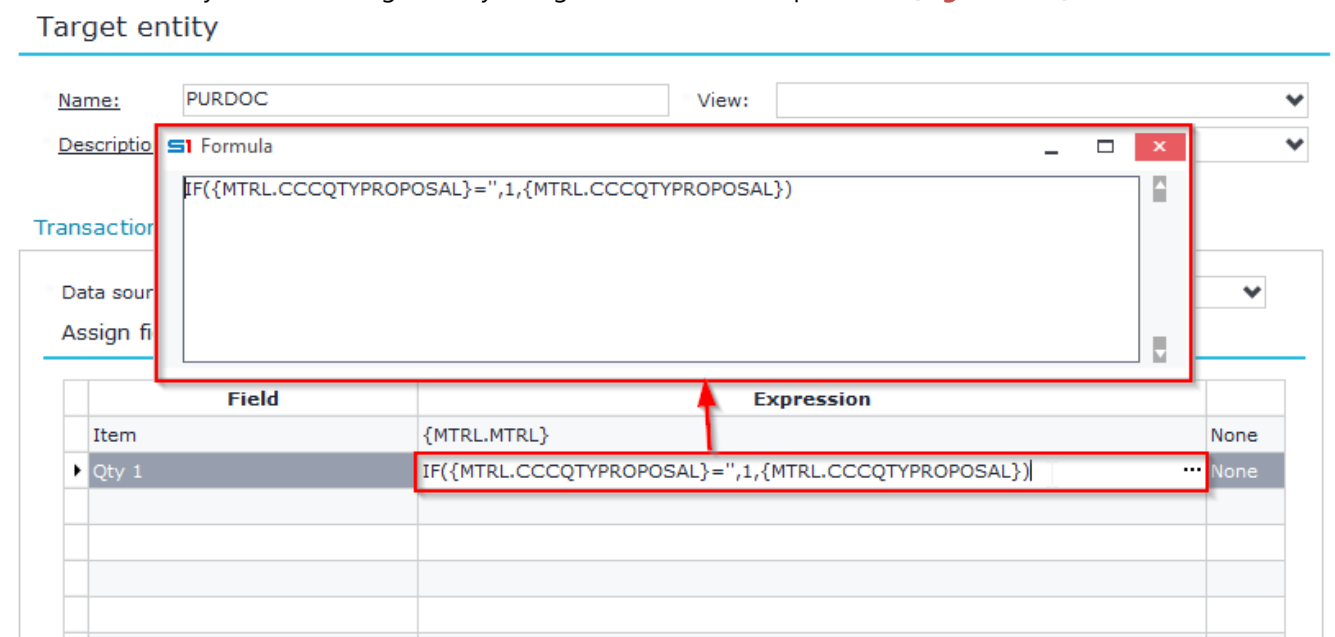 Target entity
Name: PURDOC View:
Descriptio
S1 Formula
IF({MTRL.CCCQTYPROPOSAL}='',1,{MTRL.CCCQTYPROPOSAL})
Transaction
Data sour
Assign fi
Field Expression
Item {MTRL.MTRL} None
Qty 1 IF({MTRL.CCCQTYPROPOSAL}='',1,{MTRL.CCCQTYPROPOSAL}) ... None